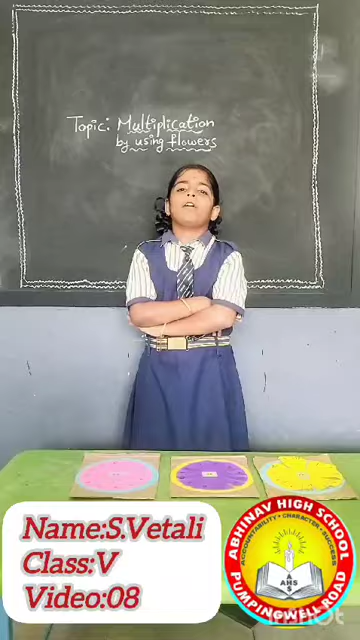 Topic: Multiplication
by using flowers
Name:S.Vetali
Class:V
Video:08
ABHINAV HIGH SCHOOL
ACCOUNTABILITY • CHARACTER • SUCCESS
A
AHS
S
PUMPINGWELL ROAD